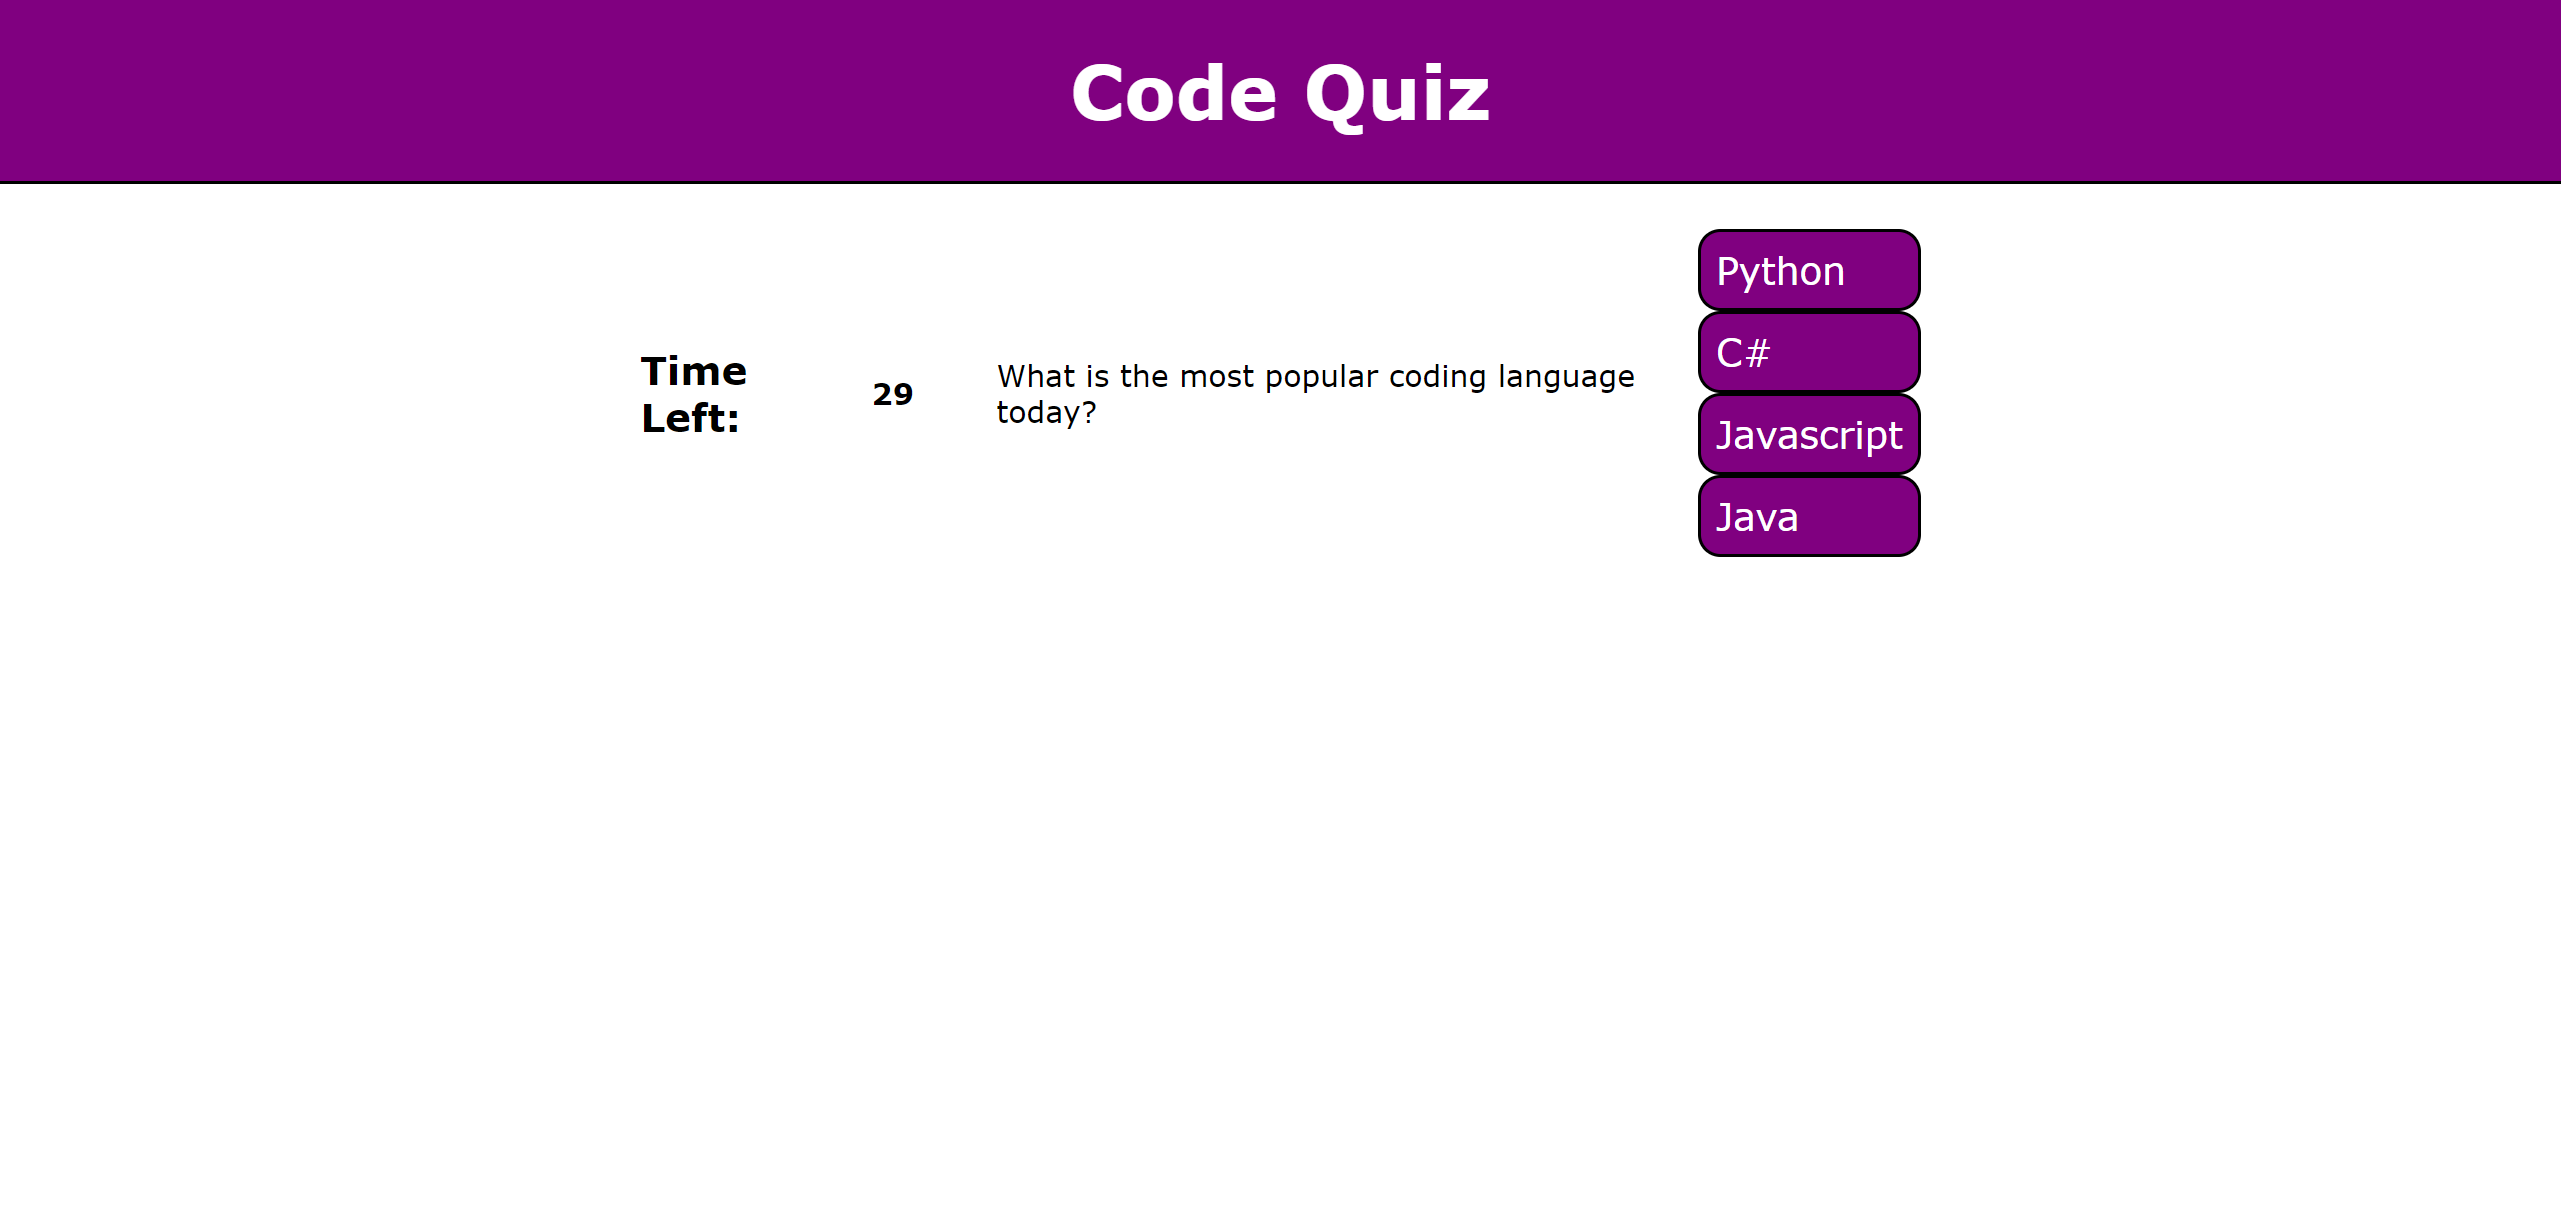 Code Quiz
Time
Left:
29
What is the most popular coding language
today?
Python
C#
Javascript
Java